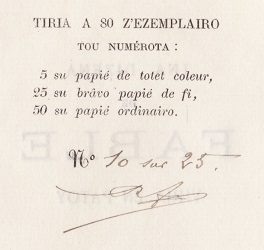 TIRIA A 80 Z'EZEMPLAIRO
TOU NUMÉROTA :
5 su papié de totet coleur,
25 su brâvo papié de fi,
50 su papié ordinairo.
Nº 10 sur 25.